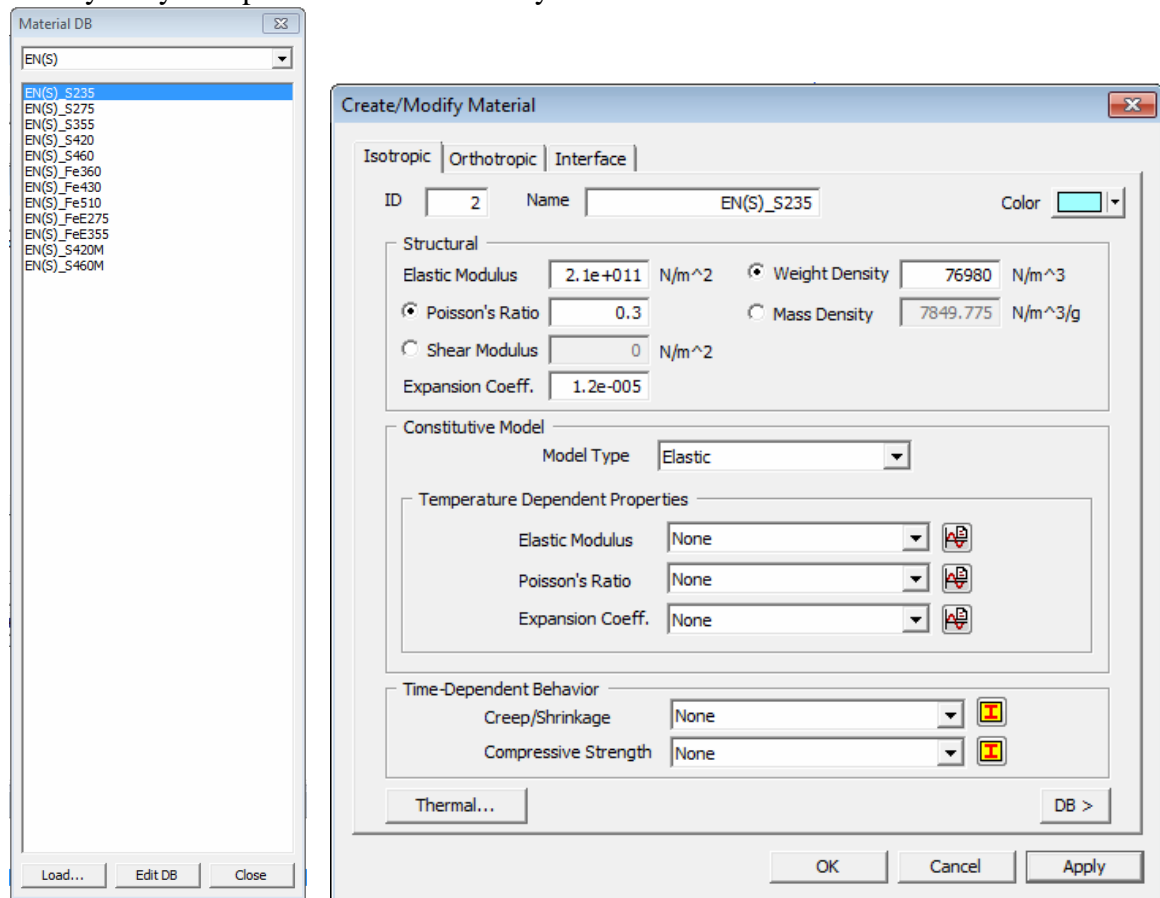 Material DB
EN(S)
EN(S)_S235
EN(S)_S275
EN(S)_S355
EN(S)_S420
EN(S)_S460
EN(S)_Fe360
EN(S)_Fe430
EN(S)_Fe510
EN(S)_FeE275
EN(S)_FeE355
EN(S)_S420M
EN(S)_S460M
Load... Edit DB Close
Create/Modify Material
Isotropic Orthotropic Interface
ID 2 Name EN(S)_S235 Color
Structural
Elastic Modulus 2.1e+011 N/m^2 Weight Density 76980 N/m^3
Poisson's Ratio 0.3 Mass Density 7849.775 N/m^3/g
Shear Modulus 0 N/m^2
Expansion Coeff. 1.2e-005
Constitutive Model
Model Type Elastic
Temperature Dependent Properties
Elastic Modulus None
Poisson's Ratio None
Expansion Coeff. None
Time-Dependent Behavior
Creep/Shrinkage None
Compressive Strength None
Thermal... DB >
OK Cancel Apply